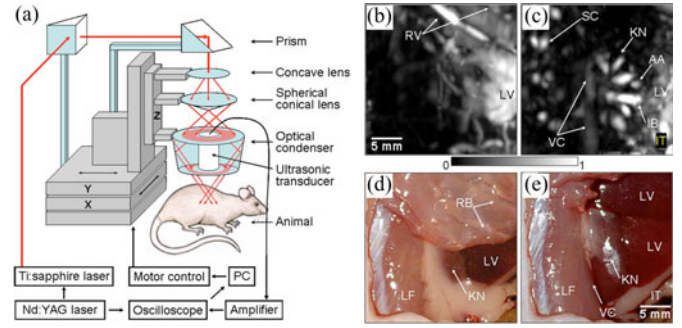 (a)
Prism
Concave lens
Spherical
conical lens
Optical
condenser
Ultrasonic
transducer
Animal
Z
Y
X
Ti:sapphire laser
Motor control
PC
Nd:YAG laser
Oscilloscope
Amplifier
(b)
RV
LV
5 mm
(c)
SC
KN
AA
LV
IB
VC
IT
0
1
(d)
RB
LV
LF
KN
(e)
LV
LV
KN
LF
VC
IT
5 mm